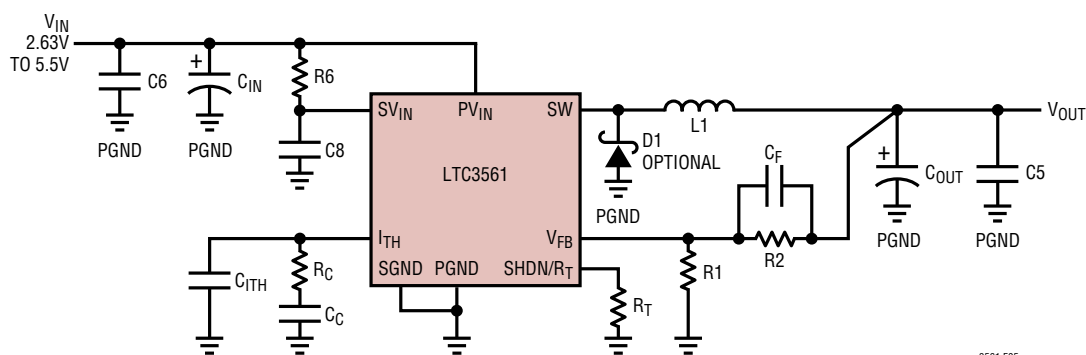 V_IN
2.63V
TO 5.5V
C6
PGND
+
C_IN
PGND
R6
C8
SV_IN
PV_IN
SW
LTC3561
I_TH
SGND
PGND
V_FB
SHDN/R_T
D1
OPTIONAL
PGND
L1
V_OUT
C_F
R2
+
C_OUT
PGND
C5
PGND
C_ITH
R_C
C_C
R_T
R1